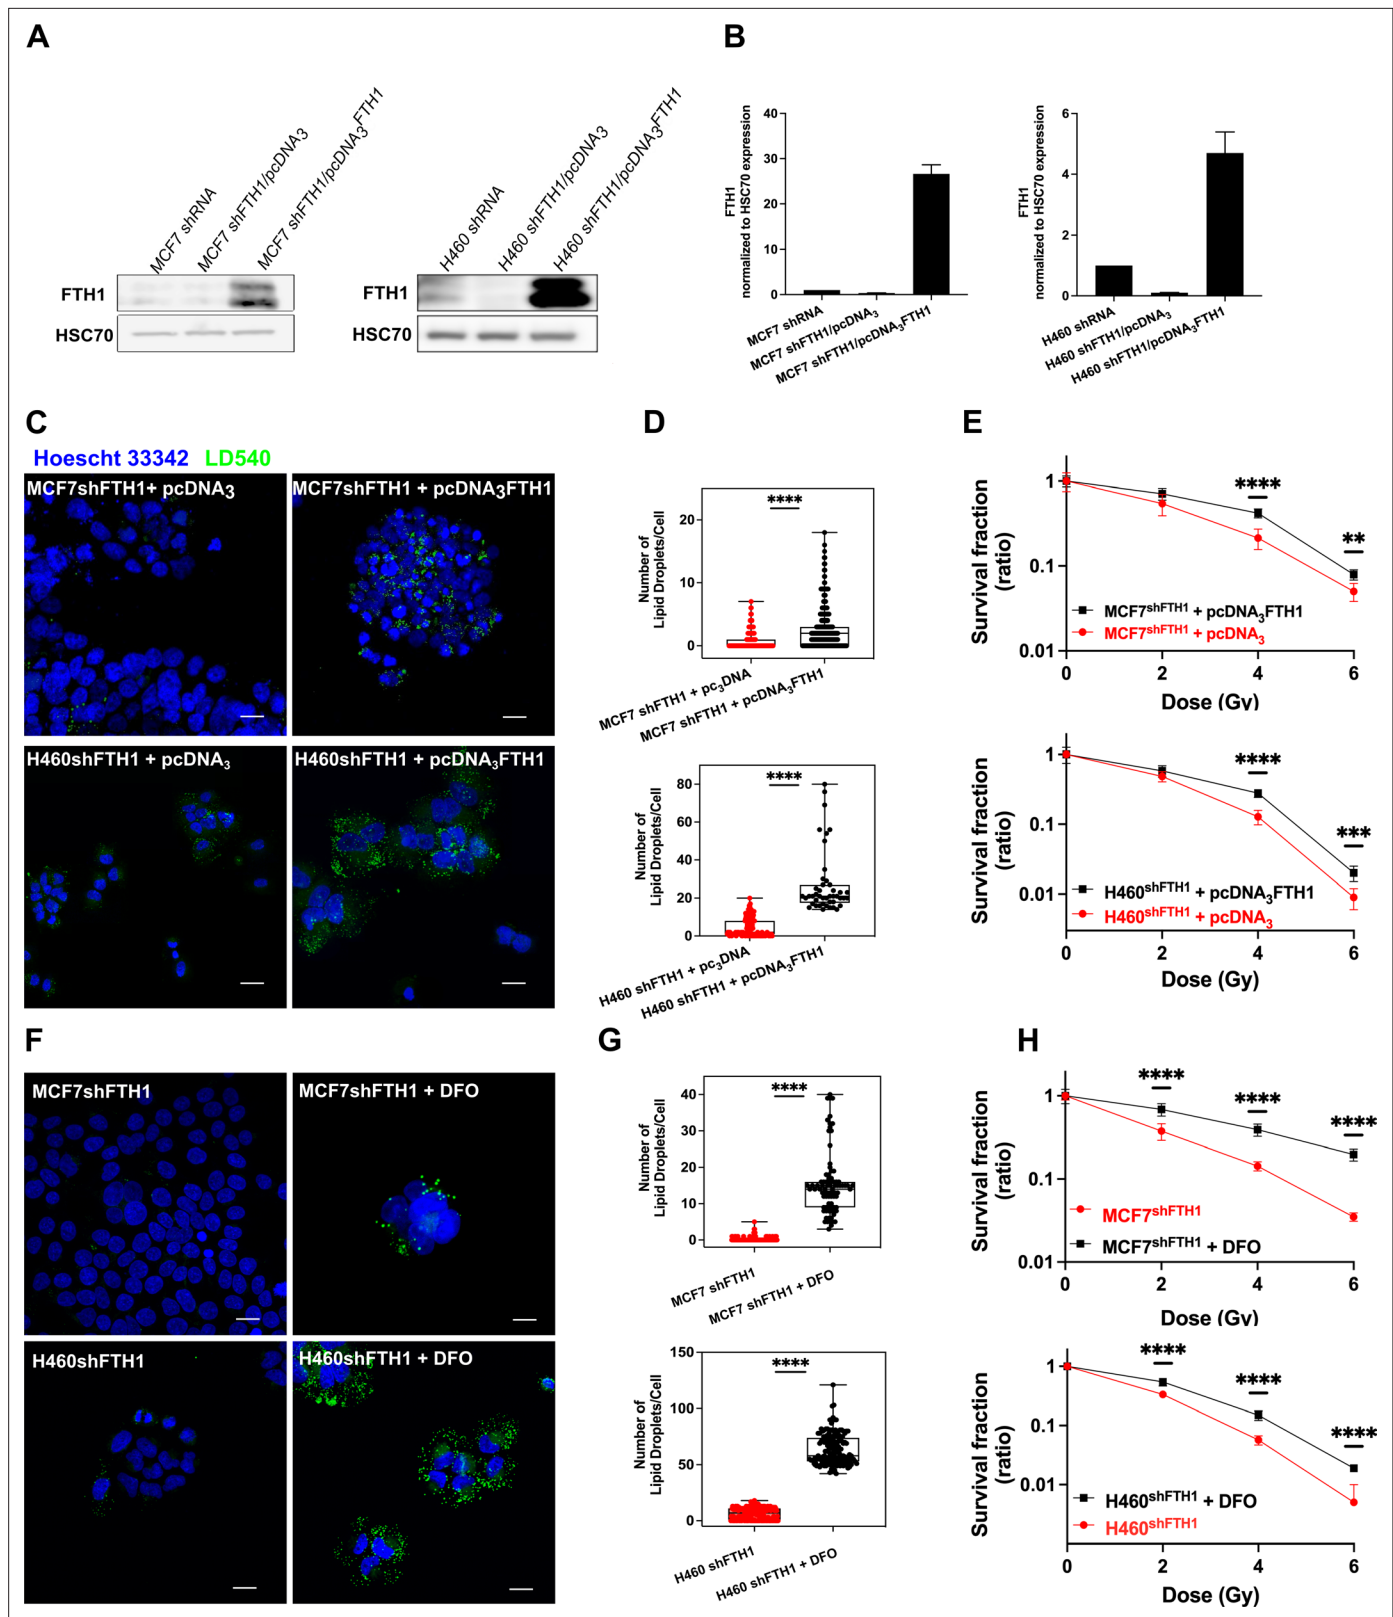 A
MCF7 shRNA
MCF7 shFTH1/pcDNA3
MCF7 shFTH1/pcDNA3FTH1
FTH1
HSC70
H460 shRNA
H460 shFTH1/pcDNA3
H460 shFTH1/pcDNA3FTH1
FTH1
HSC70
B
FTH1
normalized to HSC70 expression
40
30
20
10
0
MCF7 shRNA
MCF7 shFTH1/pcDNA3
MCF7 shFTH1/pcDNA3FTH1
FTH1
normalized to HSC70 expression
6
4
2
0
H460 shRNA
H460 shFTH1/pcDNA3
H460 shFTH1/pcDNA3FTH1
C
Hoescht 33342 LD540
MCF7shFTH1+ pcDNA3
MCF7shFTH1 + pcDNA3FTH1
H460shFTH1 + pcDNA3
H460shFTH1 + pcDNA3FTH1
D
Number of
Lipid Droplets/Cell
20
10
0
****
MCF7 shFTH1 + pc3DNA
MCF7 shFTH1 + pcDNA3FTH1
Number of
Lipid Droplets/Cell
80
60
40
20
0
****
H460 shFTH1 + pc3DNA
H460 shFTH1 + pcDNA3FTH1
E
Survival fraction
(ratio)
1
0.1
0.01
****
**
MCF7shFTH1 + pcDNA3FTH1
MCF7shFTH1 + pcDNA3
0 2 4 6
Dose (Gy)
Survival fraction
(ratio)
1
0.1
0.01
****
***
H460shFTH1 + pcDNA3FTH1
H460shFTH1 + pcDNA3
0 2 4 6
Dose (Gy)
F
MCF7shFTH1
MCF7shFTH1 + DFO
H460shFTH1
H460shFTH1 + DFO
G
Number of
Lipid Droplets/Cell
40
30
20
10
0
****
MCF7 shFTH1
MCF7 shFTH1 + DFO
Number of
Lipid Droplets/Cell
150
100
50
0
****
H460 shFTH1
H460 shFTH1 + DFO
H
Survival fraction
(ratio)
1
0.1
0.01
****
****
****
MCF7shFTH1
MCF7shFTH1 + DFO
0 2 4 6
Dose (Gy)
Survival fraction
(ratio)
1
0.1
0.01
****
****
****
H460shFTH1 + DFO
H460shFTH1
0 2 4 6
Dose (Gy)